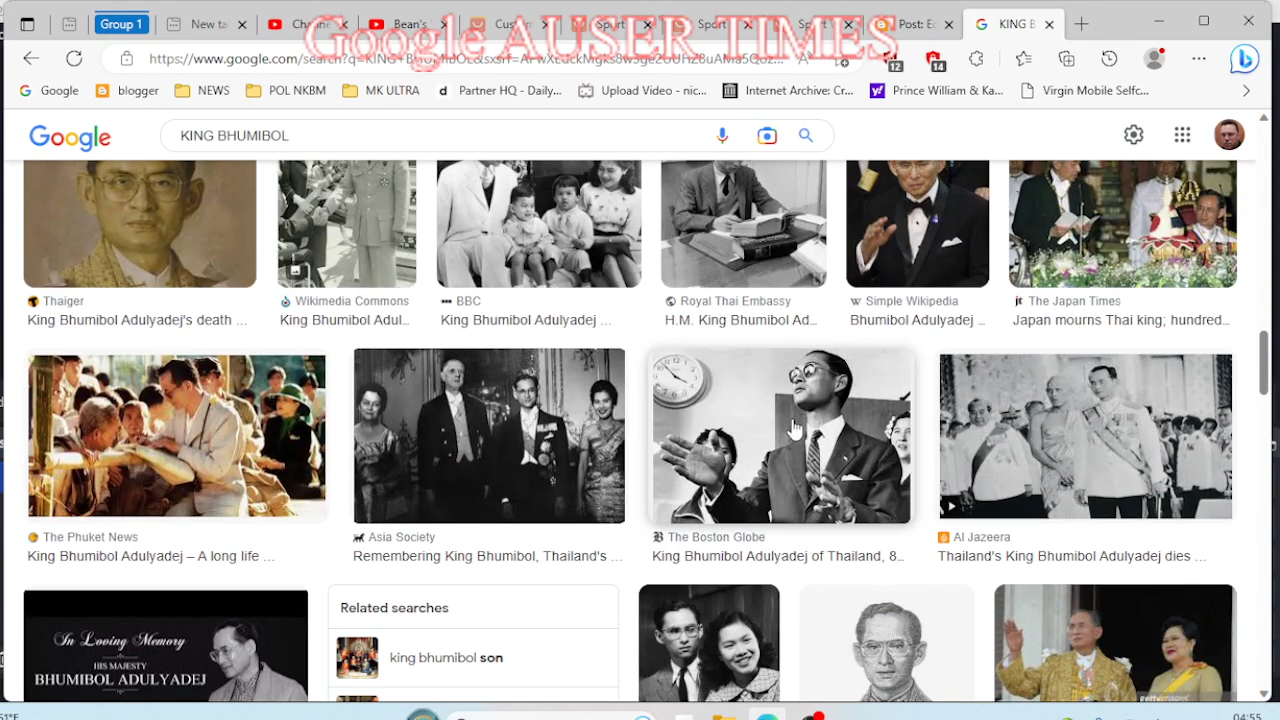 Group 1
New ta
Bean's
Sport
Sport
Post: E
KING B
Google AUSER TIMES
12
14
Google
blogger
NEWS
POL NKBM
MK ULTRA
Partner HQ - Daily...
Upload Video - nic...
Internet Archive: Cr...
Prince William & Ka...
Virgin Mobile Selfc...
Google
KING BHUMIBOL
Thaiger
Wikimedia Commons
BBC
Royal Thai Embassy
Simple Wikipedia
The Japan Times
King Bhumibol Adulyadej's death ...
King Bhumibol Adul...
King Bhumibol Adulyadej ...
H.M. King Bhumibol Ad...
Bhumibol Adulyadej ...
Japan mourns Thai king; hundred...
The Phuket News
Asia Society
The Boston Globe
Al Jazeera
King Bhumibol Adulyadej – A long life ...
Remembering King Bhumibol, Thailand's ...
King Bhumibol Adulyadej of Thailand, 8...
Thailand's King Bhumibol Adulyadej dies ...
In Loving Memory
HIS MAJESTY
BHUMIBOL ADULYADEJ
Related searches
king bhumibol son
gettyimages
51°F
04:55